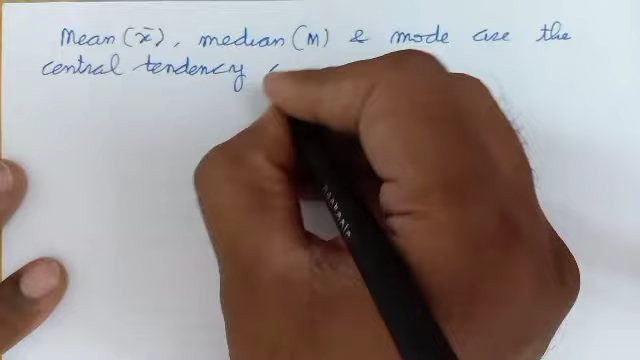 Mean (x̄), median (M) & mode are the
central tendency (